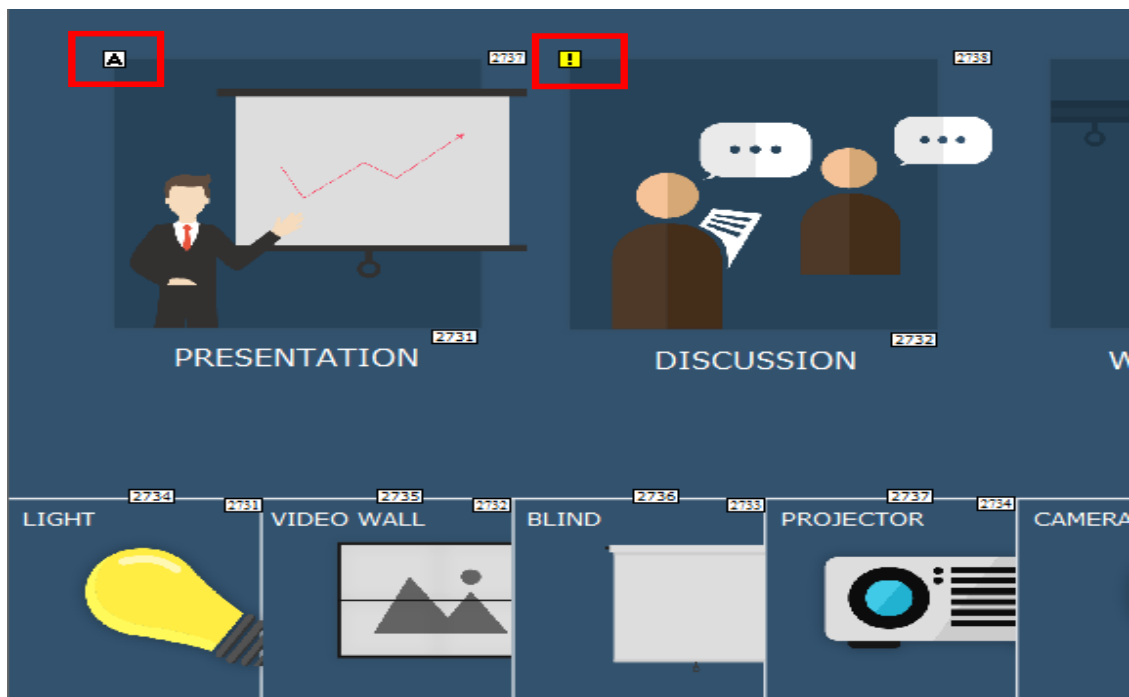 A 2737 ! 2738
2731 2732
PRESENTATION DISCUSSION W
2734 2731 2735 2732 2736 2733 2737 2734
LIGHT VIDEO WALL BLIND PROJECTOR CAMERA